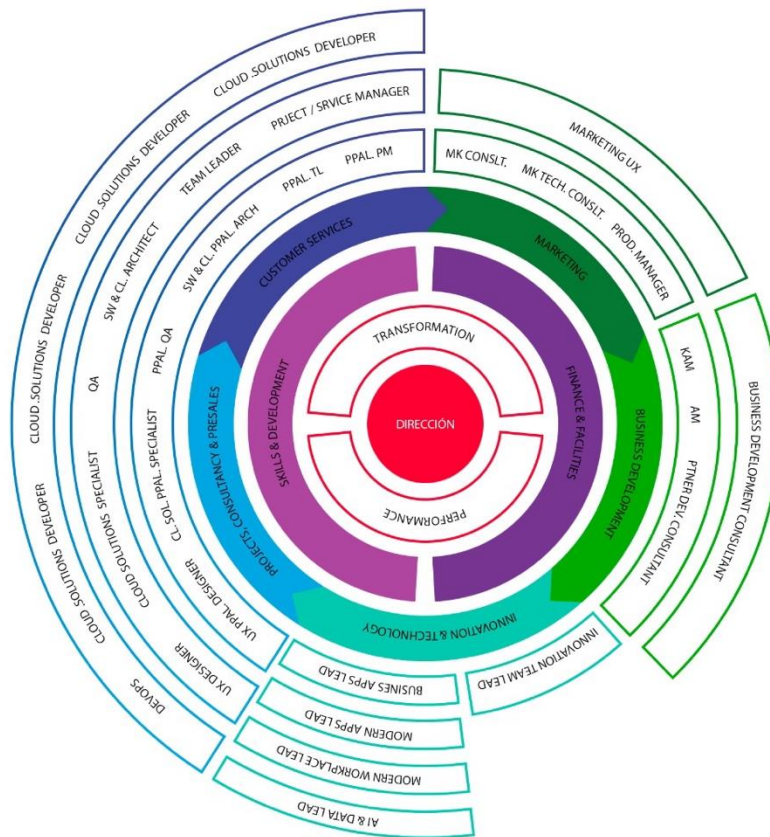 CLOUD .SOLUTIONS DEVELOPER
CLOUD .SOLUTIONS DEVELOPER
CLOUD .SOLUTIONS DEVELOPER
CLOUD SOLUTIONS DEVELOPER
DEVOPS
PRJECT / SRVICE MANAGER
TEAM LEADER
SW & CL. ARCHITECT
QA
CLOUD SOLUTIONS SPECIALIST
UX DESIGNER
PPAL. PM
PPAL. TL
SW & CL. PPAL. ARCH
PPAL. QA
CL. SOL. PPAL. SPECIALIST
UX PPAL. DESIGNER
MARKETING UX
MK CONSLT.
MK TECH. CONSLT.
PROD. MANAGER
BUSINESS DEVELOPMENT CONSULTANT
KAM
AM
PTNER DEV. CONSULTANT
CUSTOMER SERVICES
MARKETING
BUSINESS DEVELOPMENT
INNOVATION & TECHNOLOGY
PROJECTS, CONSULTANCY & PRESALES
SKILLS & DEVELOPMENT
FINANCE & FACILITIES
TRANSFORMATION
DIRECCIÓN
PERFORMANCE
INNOVATION TEAM LEAD
BUSINES APPS LEAD
MODERN APPS LEAD
MODERN WORKPLACE LEAD
AI & DATA LEAD